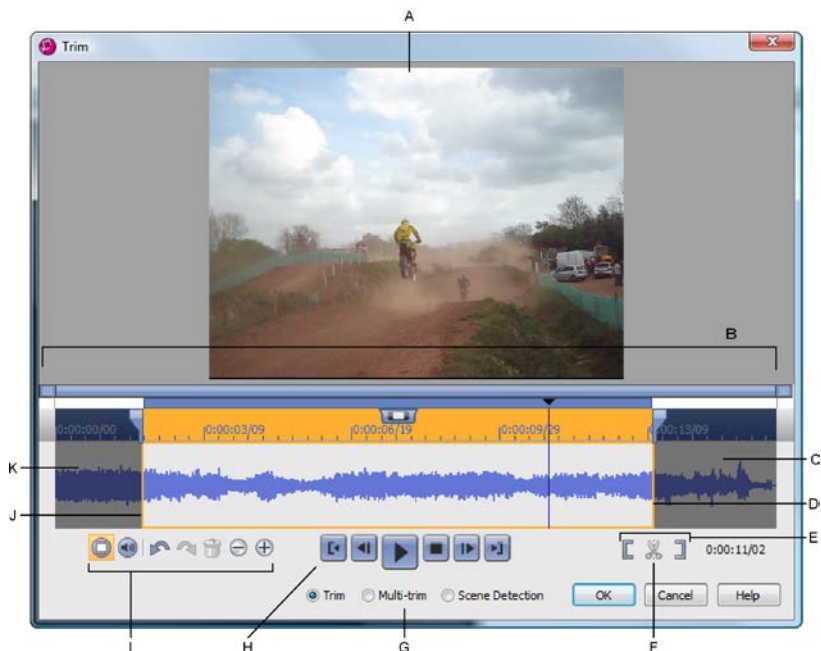 A
Trim
B
0:00:00/00 0:00:03/09 0:00:06/19 0:00:09/29 0:00:13/09
C
K
D
J
E
0:00:11/02
Trim Multi-trim Scene Detection OK Cancel Help
I H G F